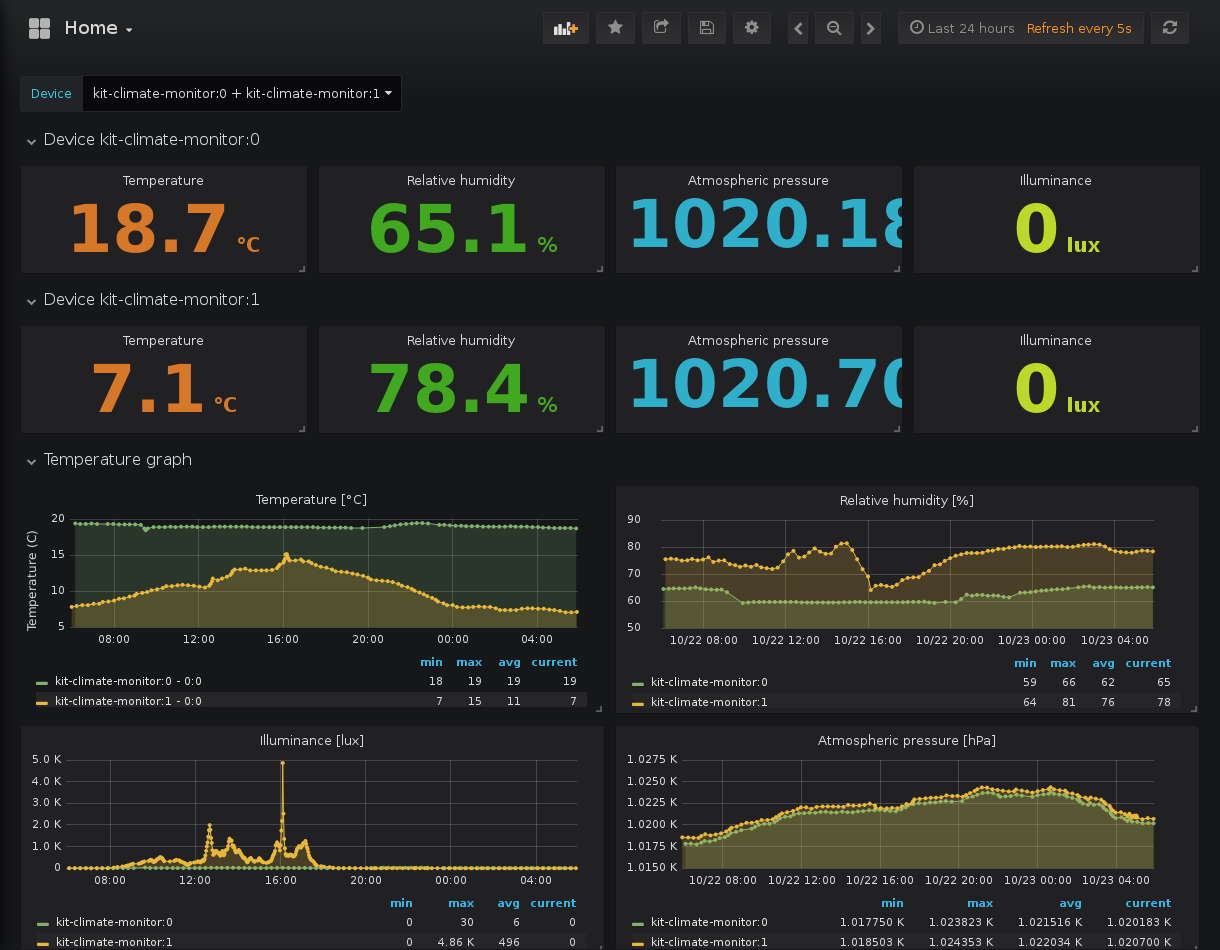 Home
Last 24 hours Refresh every 5s
Device kit-climate-monitor:0 + kit-climate-monitor:1
Device kit-climate-monitor:0
Temperature Relative humidity Atmospheric pressure Illuminance
18.7 °C 65.1 % 1020.18 0 lux
Device kit-climate-monitor:1
Temperature Relative humidity Atmospheric pressure Illuminance
7.1 °C 78.4 % 1020.70 0 lux
Temperature graph
Temperature [°C]
Temperature (C)
20
15
10
5
08:00 12:00 16:00 20:00 00:00 04:00
min max avg current
kit-climate-monitor:0 - 0:0 18 19 19 19
kit-climate-monitor:1 - 0:0 7 15 11 7
Relative humidity [%]
90
80
70
60
50
10/22 08:00 10/22 12:00 10/22 16:00 10/22 20:00 10/23 00:00 10/23 04:00
min max avg current
kit-climate-monitor:0 59 66 62 65
kit-climate-monitor:1 64 81 76 78
Illuminance [lux]
5.0 K
4.0 K
3.0 K
2.0 K
1.0 K
0
08:00 12:00 16:00 20:00 00:00 04:00
min max avg current
kit-climate-monitor:0 0 30 6 0
kit-climate-monitor:1 0 4.86 K 496 0
Atmospheric pressure [hPa]
1.0275 K
1.0250 K
1.0225 K
1.0200 K
1.0175 K
1.0150 K
10/22 08:00 10/22 12:00 10/22 16:00 10/22 20:00 10/23 00:00 10/23 04:00
min max avg current
kit-climate-monitor:0 1.017750 K 1.023823 K 1.021516 K 1.020183 K
kit-climate-monitor:1 1.018503 K 1.024353 K 1.022034 K 1.020700 K